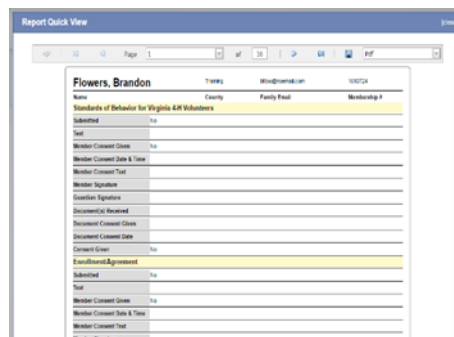 Report Quick View
Page 1 of 16 Pdf
Flowers, Brandon Training
Name County Family Email Membership #
Standards of Behavior for Virginia 4-H Volunteers
Submitted No
Text
Member Consent Given No
Member Consent Date & Time
Member Consent Text
Member Signature
Guardian Signature
Document(s) Received
Document Consent Given
Document Consent Date
Consent Given No
Enrollment/Agreement
Submitted No
Text
Member Consent Given No
Member Consent Date & Time
Member Consent Text